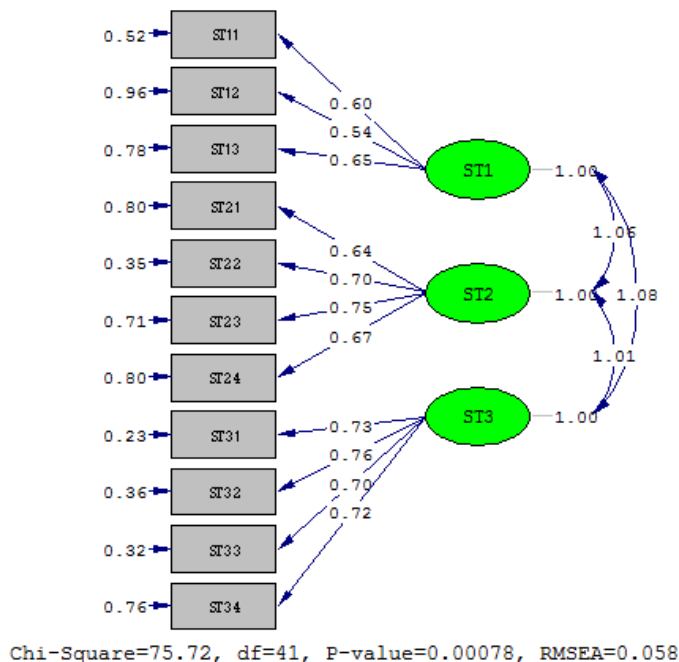 0.52 ST11
0.96 ST12
0.60
0.54
0.78 ST13
0.65
ST1 1.00
0.80 ST21
1.06
0.64
0.35 ST22
0.70
ST2 1.00 1.08
0.75
0.71 ST23
0.67
1.01
0.80 ST24
ST3 1.00
0.73
0.23 ST31
0.76
0.70
0.36 ST32
0.72
0.32 ST33
0.76 ST34
Chi-Square=75.72, df=41, P-value=0.00078, RMSEA=0.058